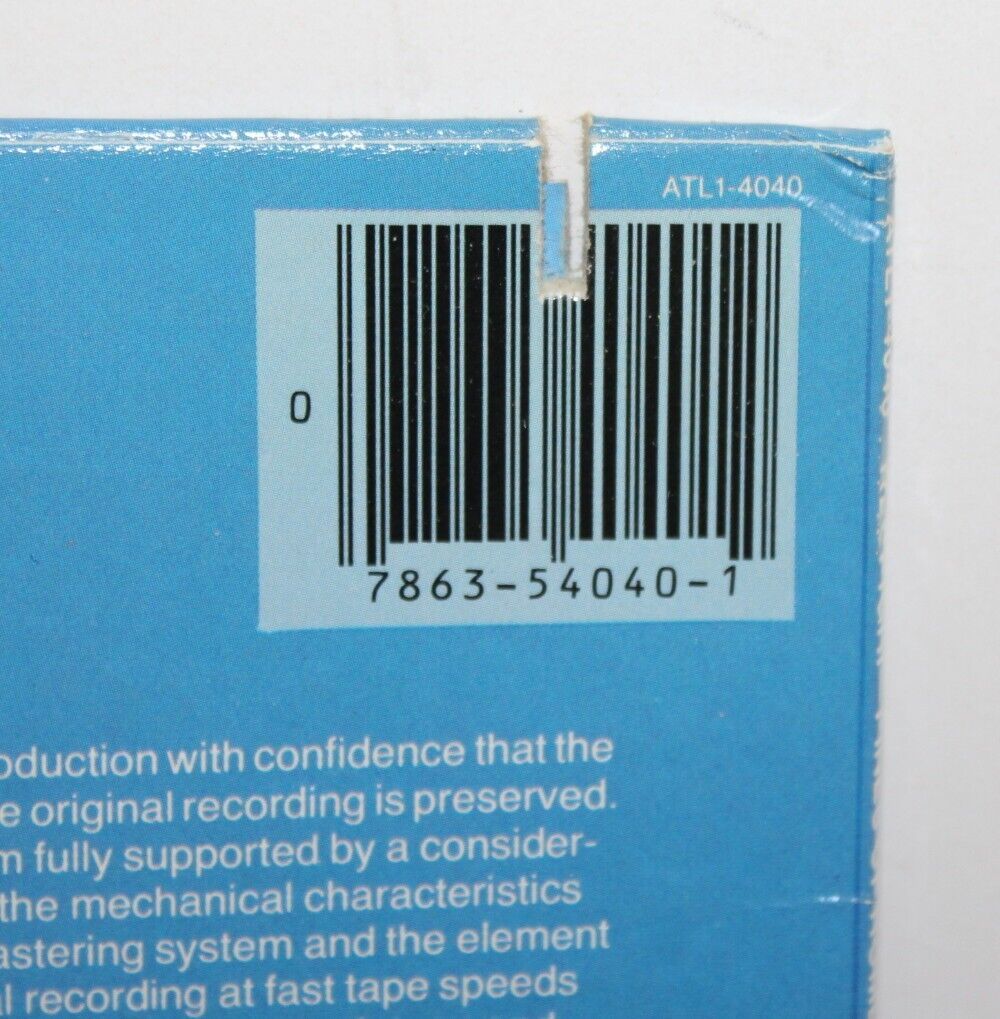 ATL1-4040
0
7863-54040-1
oduction with confidence that the
e original recording is preserved.
m fully supported by a consider-
the mechanical characteristics
astering system and the element
al recording at fast tape speeds